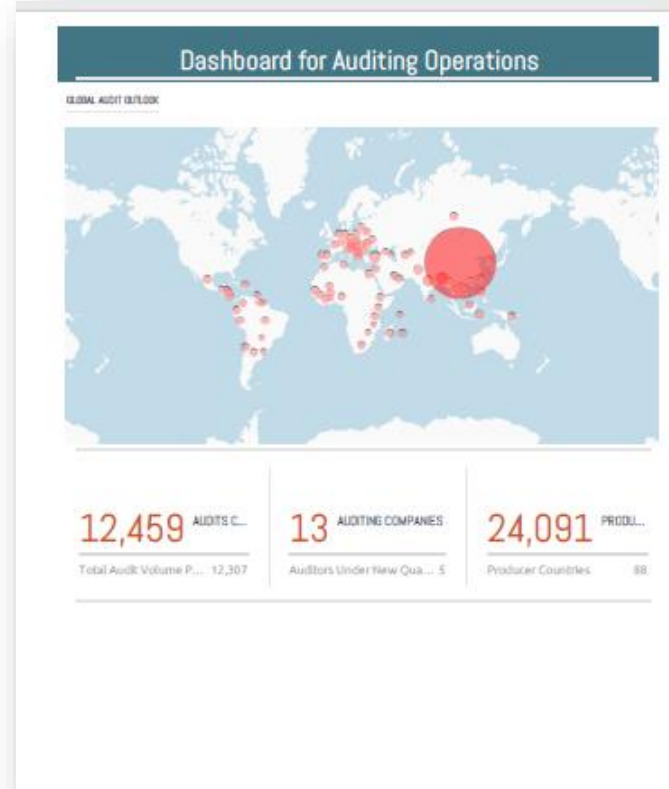 Dashboard for Auditing Operations
GLOBAL AUDIT OUTLOOK
12,459 AUDITS C...
13 AUDITING COMPANIES
24,091 PRODU...
Total Audit Volume P... 12,307
Auditors Under New Qua... 5
Producer Countries 88